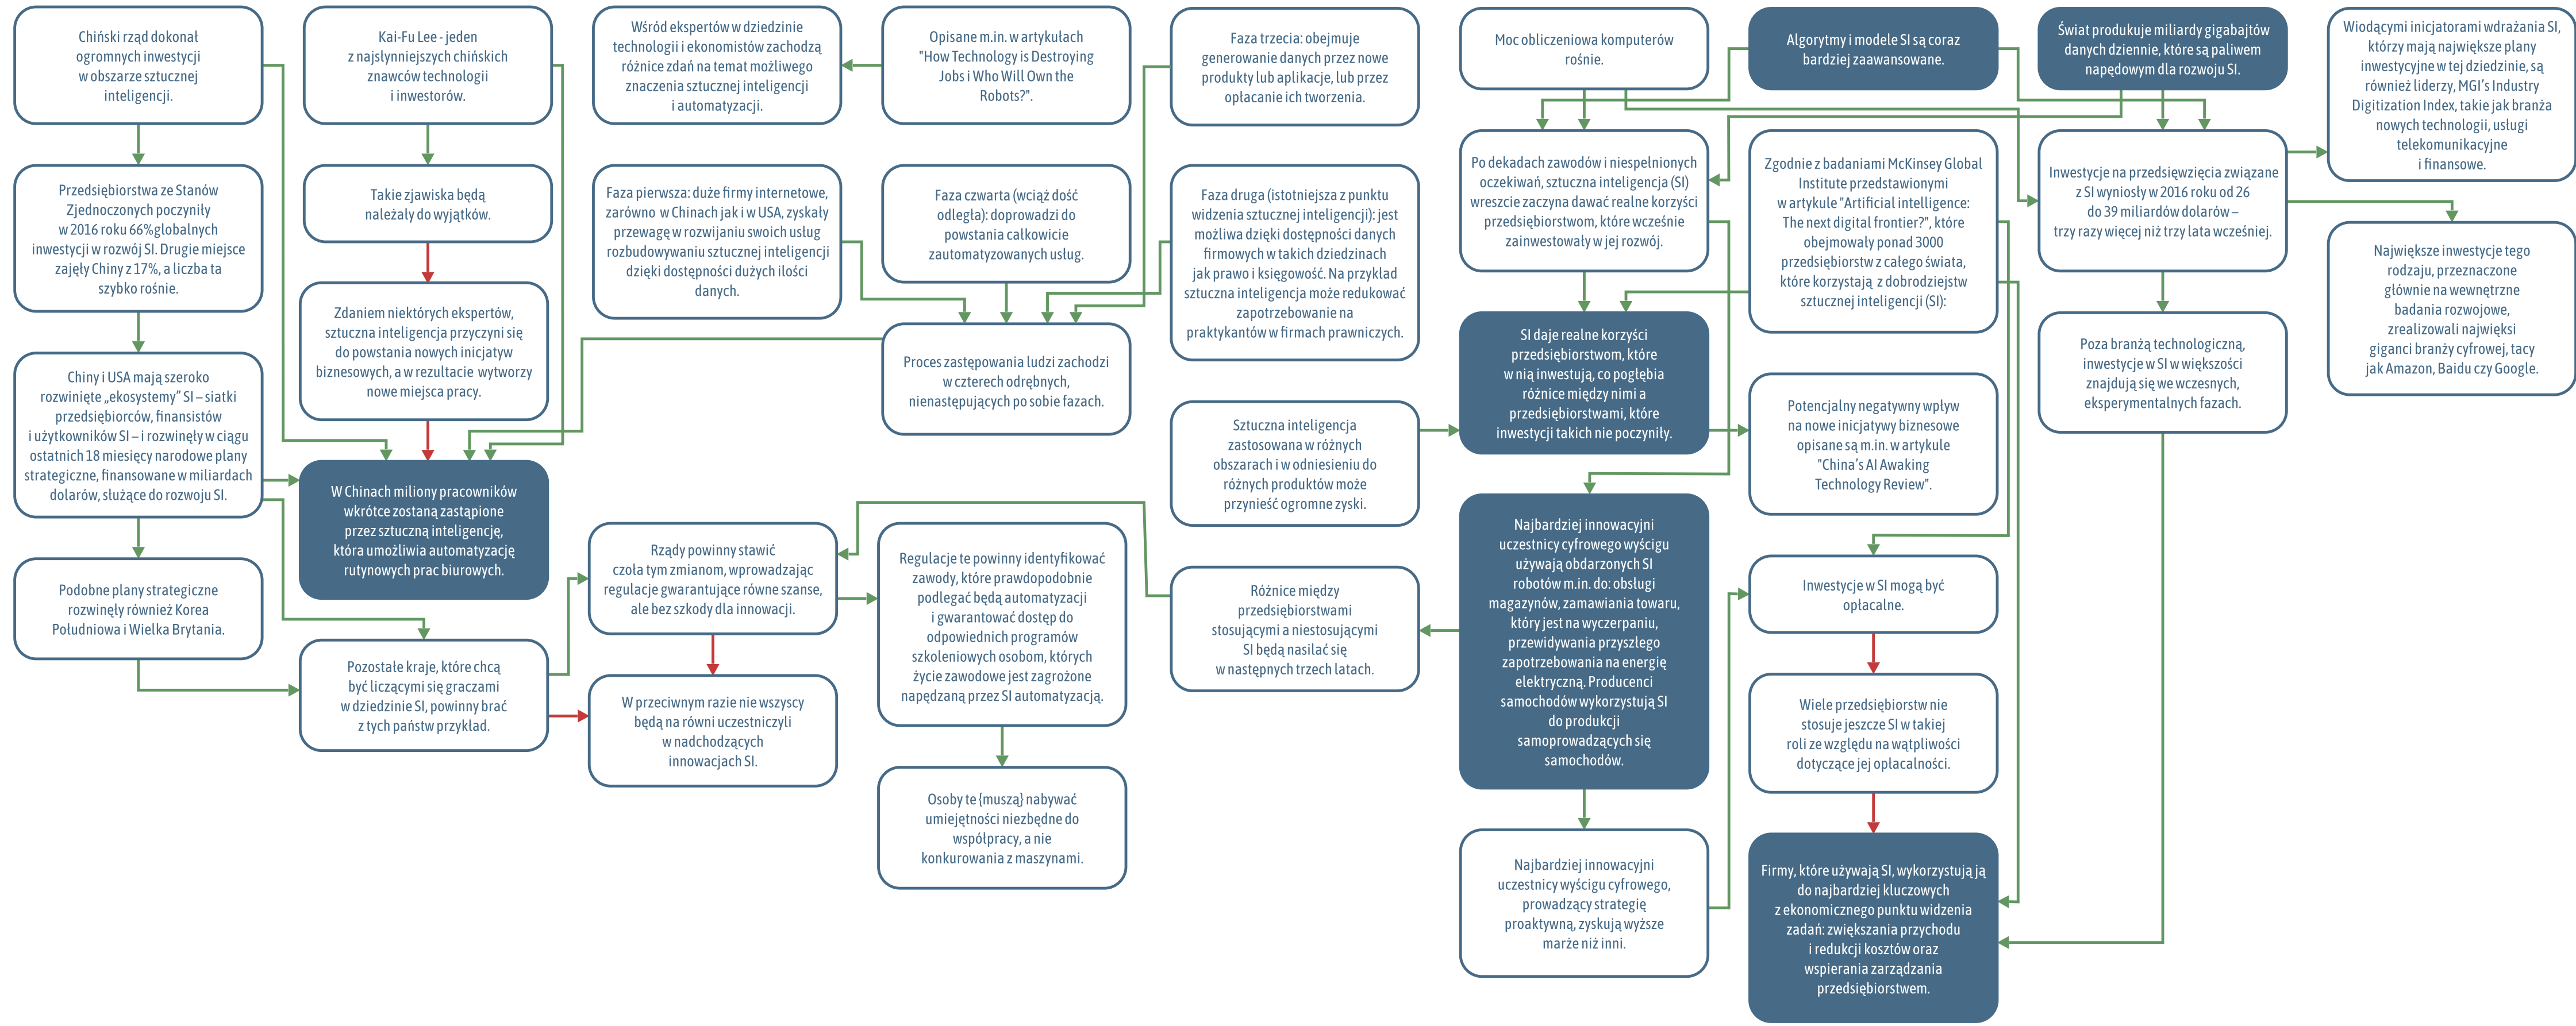 Chiński rząd dokonał
ogromnych inwestycji
w obszarze sztucznej
inteligencji.
Kai-Fu Lee - jeden
z najsłynniejszych chińskich
znawców technologii
i inwestorów.
Wśród ekspertów w dziedzinie
technologii i ekonomistów zachodzą
różnice zdań na temat możliwego
znaczenia sztucznej inteligencji
i automatyzacji.
Opisane m.in. w artykułach
"How Technology is Destroying
Jobs i Who Will Own the
Robots?".
Faza trzecia: obejmuje
generowanie danych przez nowe
produkty lub aplikacje, lub przez
opłacanie ich tworzenia.
Moc obliczeniowa komputerów
rośnie.
Algorytmy i modele SI są coraz
bardziej zaawansowane.
Świat produkuje miliardy gigabajtów
danych dziennie, które są paliwem
napędowym dla rozwoju SI.
Wiodącymi inicjatorami wdrażania SI,
którzy mają największe plany
inwestycyjne w tej dziedzinie, są
również liderzy, MGI's Industry
Digitization Index, takie jak branża
nowych technologii, usługi
telekomunikacyjne
i finansowe.
Przedsiębiorstwa ze Stanów
Zjednoczonych poczyniły
w 2016 roku 66%globalnych
inwestycji w rozwój SI. Drugie miejsce
zajęły Chiny z 17%, a liczba ta
szybko rośnie.
Takie zjawiska będą
należały do wyjątków.
Faza pierwsza: duże firmy internetowe,
zarówno w Chinach jak i w USA, zyskały
przewagę w rozwijaniu swoich usług
rozbudowywaniu sztucznej inteligencji
dzięki dostępności dużych ilości
danych.
Faza czwarta (wciąż dość
odległa): doprowadzi do
powstania całkowicie
zautomatyzowanych usług.
Faza druga (istotniejsza z punktu
widzenia sztucznej inteligencji): jest
możliwa dzięki dostępności danych
firmowych w takich dziedzinach
jak prawo i księgowość. Na przykład
sztuczna inteligencja może redukować
zapotrzebowanie na
praktykantów w firmach prawniczych.
Po dekadach zawodów i niespełnionych
oczekiwań, sztuczna inteligencja (SI)
wreszcie zaczyna dawać realne korzyści
przedsiębiorstwom, które wcześnie
zainwestowały w jej rozwój.
Zgodnie z badaniami McKinsey Global
Institute przedstawionymi
w artykule "Artificial intelligence:
The next digital frontier?", które
obejmowały ponad 3000
przedsiębiorstw z całego świata,
które korzystają z dobrodziejstw
sztucznej inteligencji (SI):
Inwestycje na przedsięwzięcia związane
z SI wyniosły w 2016 roku od 26
do 39 miliardów dolarów –
trzy razy więcej niż trzy lata wcześniej.
Największe inwestycje tego
rodzaju, przeznaczone
głównie na wewnętrzne
badania rozwojowe,
zrealizowali najwięksi
giganci branży cyfrowej, tacy
jak Amazon, Baidu czy Google.
Zdaniem niektórych ekspertów,
sztuczna inteligencja przyczyni się
do powstania nowych inicjatyw
biznesowych, a w rezultacie wytworzy
nowe miejsca pracy.
Proces zastępowania ludzi zachodzi
w czterech odrębnych,
nienastępujących po sobie fazach.
SI daje realne korzyści
przedsiębiorstwom, które
w nią inwestują, co pogłębia
różnice między nimi a
przedsiębiorstwami, które
inwestycji takich nie poczyniły.
Poza branżą technologiczną,
inwestycje w SI w większości
znajdują się we wczesnych,
eksperymentalnych fazach.
Chiny i USA mają szeroko
rozwinięte „ekosystemy” SI – siatki
przedsiębiorców, finansistów
i użytkowników SI – i rozwinęły w ciągu
ostatnich 18 miesięcy narodowe plany
strategiczne, finansowane w miliardach
dolarów, służące do rozwoju SI.
Sztuczna inteligencja
zastosowana w różnych
obszarach i w odniesieniu do
różnych produktów może
przynieść ogromne zyski.
Potencjalny negatywny wpływ
na nowe inicjatywy biznesowe
opisane są m.in. w artykule
"China's AI Awaking
Technology Review".
W Chinach miliony pracowników
wkrótce zostaną zastąpione
przez sztuczną inteligencję,
która umożliwia automatyzację
rutynowych prac biurowych.
Rządy powinny stawić
czoła tym zmianom, wprowadzając
regulacje gwarantujące równe szanse,
ale bez szkody dla innowacji.
Regulacje te powinny identyfikować
zawody, które prawdopodobnie
podlegać będą automatyzacji
i gwarantować dostęp do
odpowiednich programów
szkoleniowych osobom, których
życie zawodowe jest zagrożone
napędzaną przez SI automatyzacją.
Różnice między
przedsiębiorstwami
stosującymi a niestosującymi
SI będą nasilać się
w następnych trzech latach.
Najbardziej innowacyjni
uczestnicy cyfrowego wyścigu
używają obdarzonych SI
robotów m.in. do: obsługi
magazynów, zamawiania towaru,
który jest na wyczerpaniu,
przewidywania przyszłego
zapotrzebowania na energię
elektryczną. Producenci
samochodów wykorzystują SI
do produkcji
samoprowadzących się
samochodów.
Inwestycje w SI mogą być
opłacalne.
Podobne plany strategiczne
rozwinęły również Korea
Południowa i Wielka Brytania.
Pozostałe kraje, które chcą
być liczącymi się graczami
w dziedzinie SI, powinny brać
z tych państw przykład.
W przeciwnym razie nie wszyscy
będą na równi uczestniczyli
w nadchodzących
innowacjach SI.
Wiele przedsiębiorstw nie
stosuje jeszcze SI w takiej
roli ze względu na wątpliwości
dotyczące jej opłacalności.
Osoby te {muszą} nabywać
umiejętności niezbędne do
współpracy, a nie
konkurowania z maszynami.
Najbardziej innowacyjni
uczestnicy wyścigu cyfrowego,
prowadzący strategię
proaktywną, zyskują wyższe
marże niż inni.
Firmy, które używają SI, wykorzystują ją
do najbardziej kluczowych
z ekonomicznego punktu widzenia
zadań: zwiększania przychodu
i redukcji kosztów oraz
wspierania zarządzania
przedsiębiorstwem.